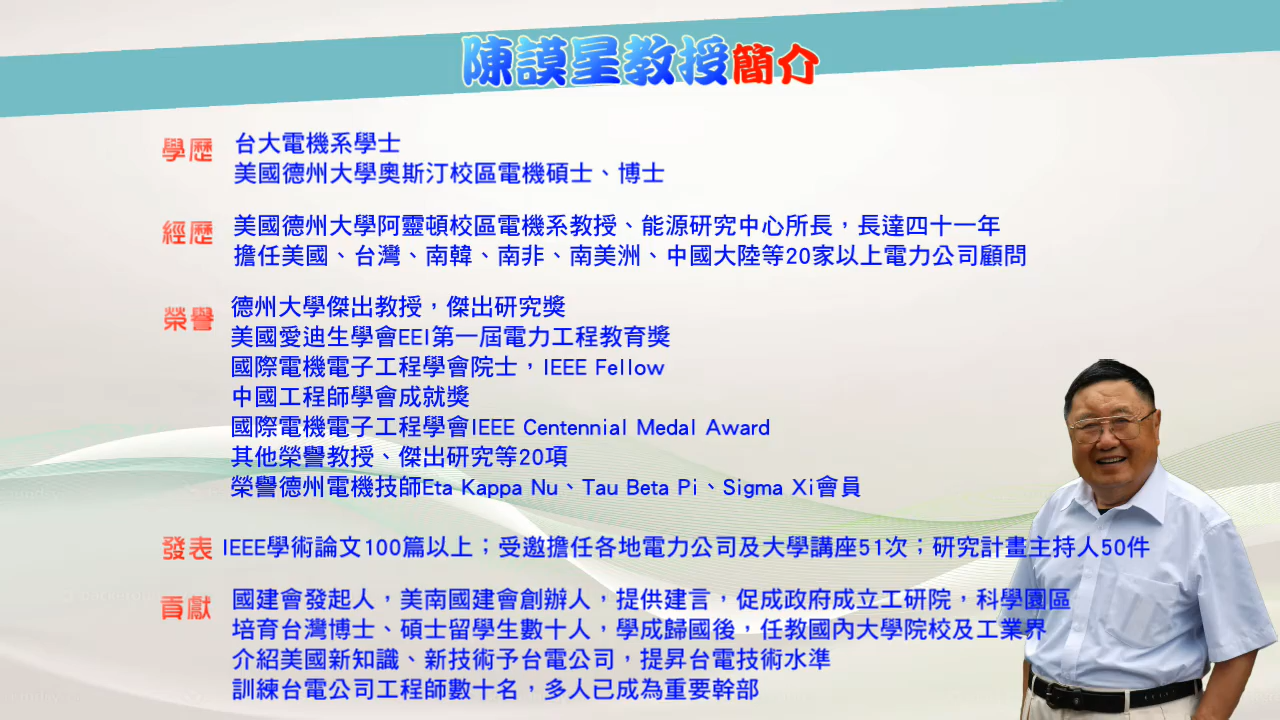 陳謨星教授簡介
學歷
台大電機系學士
美國德州大學奧斯汀校區電機碩士、博士
經歷
美國德州大學阿靈頓校區電機系教授、能源研究中心所長，長達四十一年
擔任美國、台灣、南韓、南非、南美洲、中國大陸等20家以上電力公司顧問
榮譽
德州大學傑出教授，傑出研究獎
美國愛迪生學會EEI第一屆電力工程教育獎
國際電機電子工程學會院士，IEEE Fellow
中國工程師學會成就獎
國際電機電子工程學會IEEE Centennial Medal Award
其他榮譽教授、傑出研究等20項
榮譽德州電機技師Eta Kappa Nu、Tau Beta Pi、Sigma Xi會員
發表
IEEE學術論文100篇以上；受邀擔任各地電力公司及大學講座51次；研究計畫主持人50件
貢獻
國建會發起人，美南國建會創辦人，提供建言，促成政府成立工研院，科學園區
培育台灣博士、碩士留學生數十人，學成歸國後，任教國內大學院校及工業界
介紹美國新知識、新技術予台電公司，提昇台電技術水準
訓練台電公司工程師數十名，多人已成為重要幹部